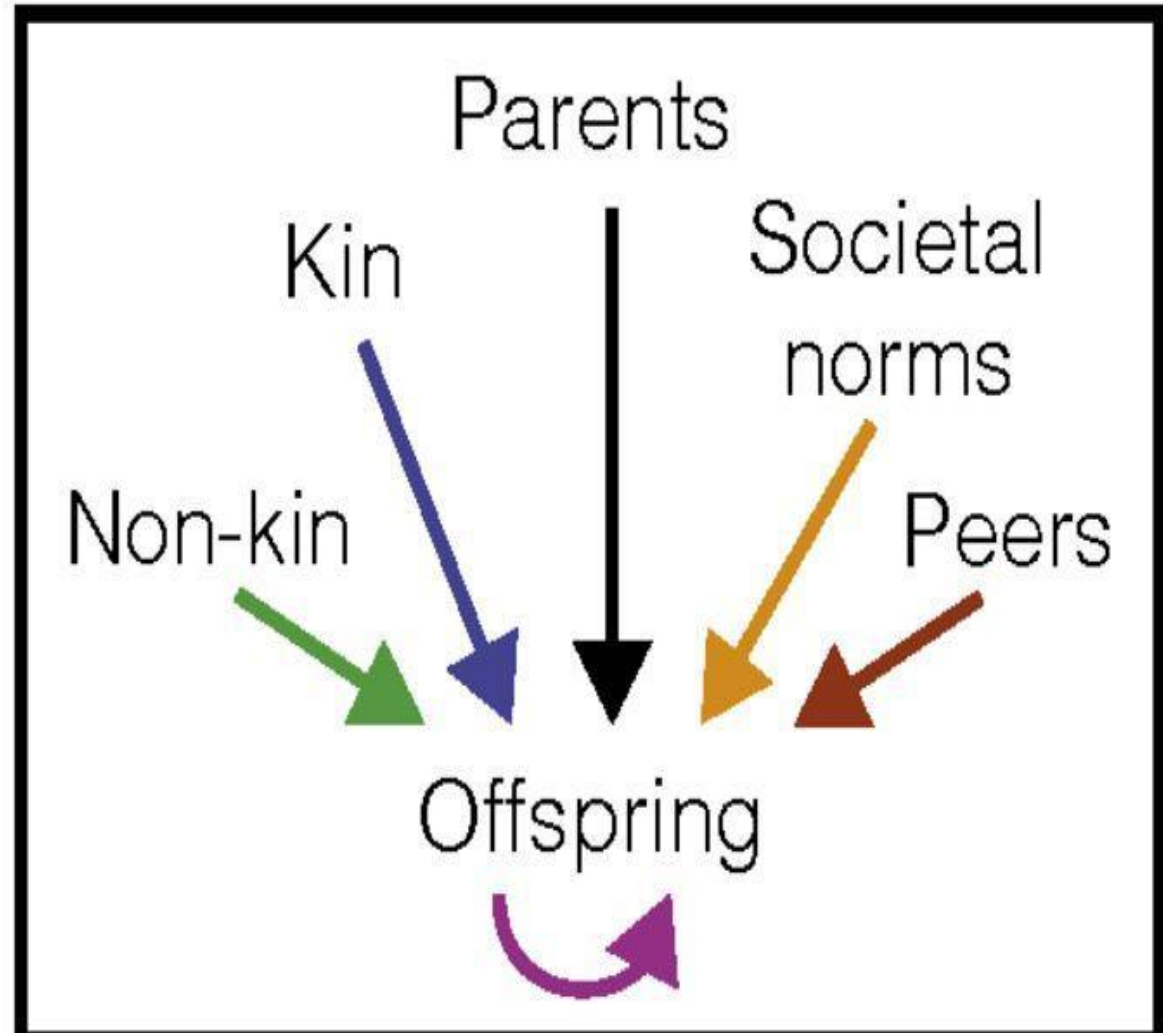 Parents
Kin
Societal
norms
Non-kin
Peers
Offspring